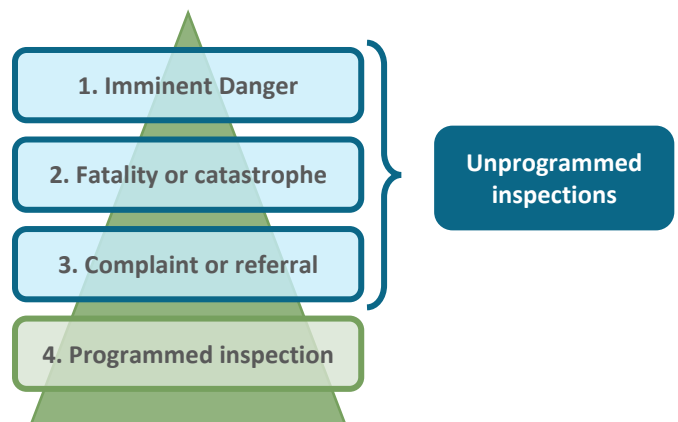 1. Imminent Danger
2. Fatality or catastrophe
3. Complaint or referral
4. Programmed inspection
Unprogrammed
inspections